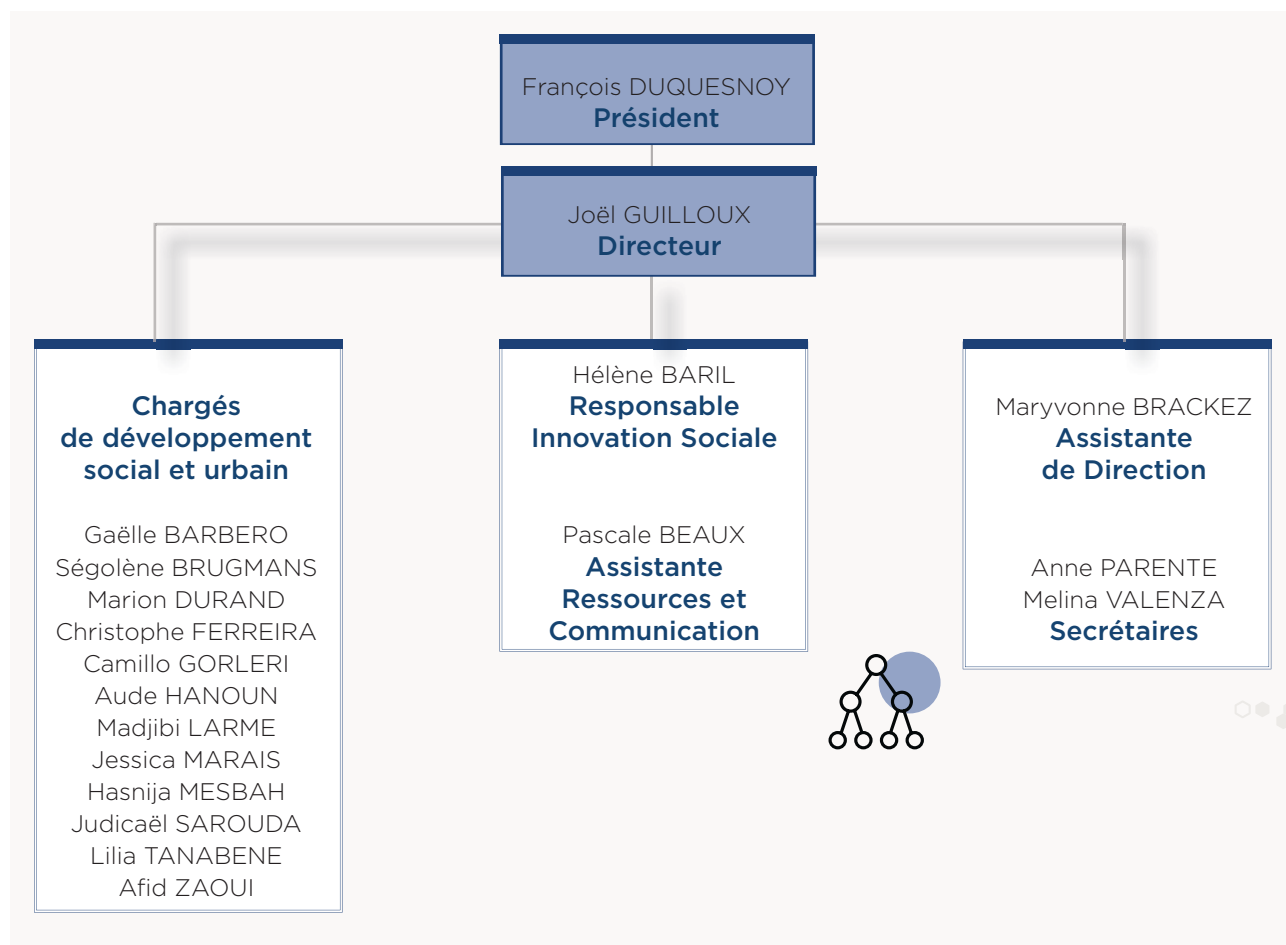 François DUQUESNOY
Président
Joël GUILLOUX
Directeur
Chargés
de développement
social et urbain
Gaëlle BARBERO
Ségolène BRUGMANS
Marion DURAND
Christophe FERREIRA
Camillo GORLERI
Aude HANOUN
Madjibi LARME
Jessica MARAIS
Hasnija MESBAH
Judicaël SAROUDA
Lilia TANABENE
Afid ZAOUI
Hélène BARIL
Responsable
Innovation Sociale
Pascale BEAUX
Assistante
Ressources et
Communication
Maryvonne BRACKEZ
Assistante
de Direction
Anne PARENTE
Melina VALENZA
Secrétaires